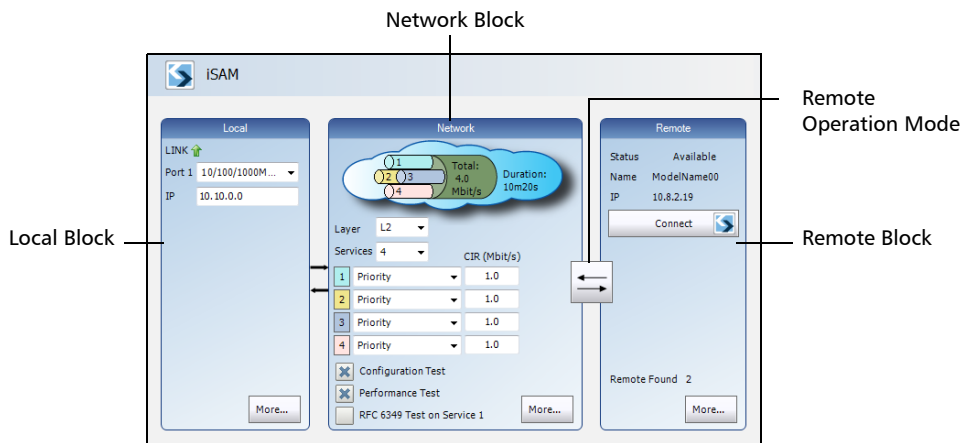 Network Block
iSAM
Remote
Operation Mode
Local Block
Remote Block
Local
LINK
Port 1 10/100/1000M...
IP 10.10.0.0
More...
Network
1
2 3
4
Total:
4.0
Mbit/s
Duration:
10m20s
Layer L2
Services 4
CIR (Mbit/s)
1 Priority 1.0
2 Priority 1.0
3 Priority 1.0
4 Priority 1.0
Configuration Test
Performance Test
RFC 6349 Test on Service 1
More...
Remote
Status Available
Name ModelName00
IP 10.8.2.19
Connect
Remote Found 2
More...